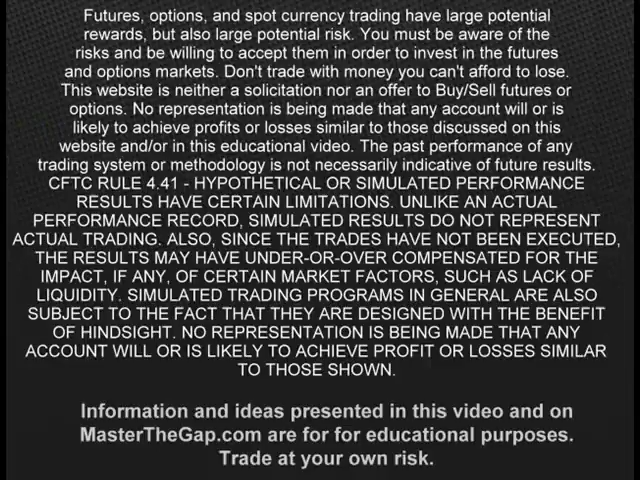 Futures, options, and spot currency trading have large potential
rewards, but also large potential risk. You must be aware of the
risks and be willing to accept them in order to invest in the futures
and options markets. Don't trade with money you can't afford to lose.
This website is neither a solicitation nor an offer to Buy/Sell futures or
options. No representation is being made that any account will or is
likely to achieve profits or losses similar to those discussed on this
website and/or in this educational video. The past performance of any
trading system or methodology is not necessarily indicative of future results.
CFTC RULE 4.41 - HYPOTHETICAL OR SIMULATED PERFORMANCE
RESULTS HAVE CERTAIN LIMITATIONS. UNLIKE AN ACTUAL
PERFORMANCE RECORD, SIMULATED RESULTS DO NOT REPRESENT
ACTUAL TRADING. ALSO, SINCE THE TRADES HAVE NOT BEEN EXECUTED,
THE RESULTS MAY HAVE UNDER-OR-OVER COMPENSATED FOR THE
IMPACT, IF ANY, OF CERTAIN MARKET FACTORS, SUCH AS LACK OF
LIQUIDITY. SIMULATED TRADING PROGRAMS IN GENERAL ARE ALSO
SUBJECT TO THE FACT THAT THEY ARE DESIGNED WITH THE BENEFIT
OF HINDSIGHT. NO REPRESENTATION IS BEING MADE THAT ANY
ACCOUNT WILL OR IS LIKELY TO ACHIEVE PROFIT OR LOSSES SIMILAR
TO THOSE SHOWN.
Information and ideas presented in this video and on
MasterTheGap.com are for for educational purposes.
Trade at your own risk.